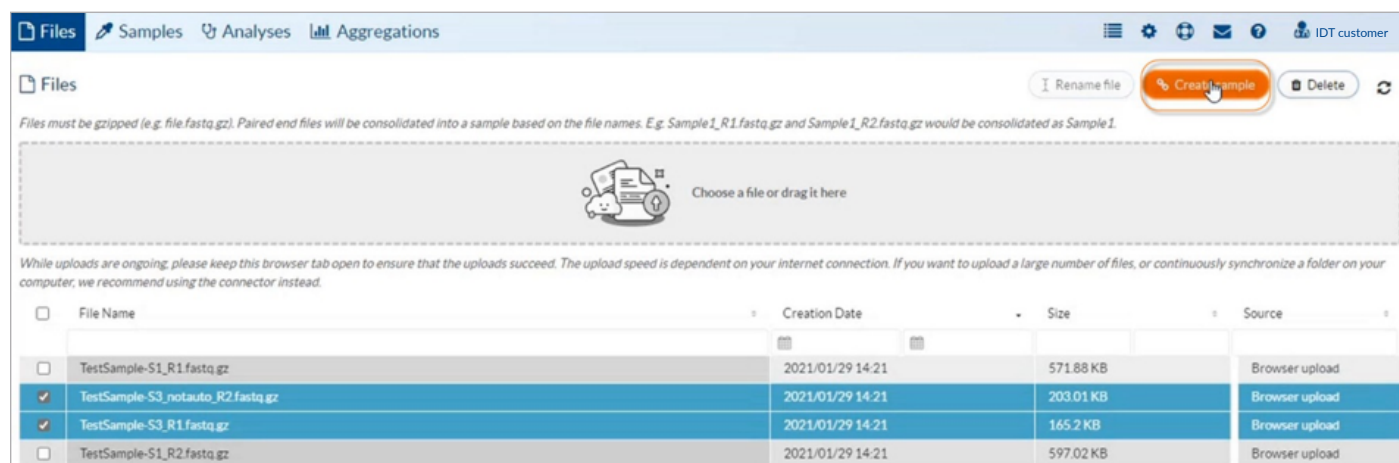 Files Samples Analyses Aggregations IDT customer
Files Rename file Delete
Files must be gzipped (e.g. file.fastq.gz). Paired end files will be consolidated into a sample based on the file names. E.g. Sample1_R1.fastq.gz and Sample1_R2.fastq.gz would be consolidated as Sample1.
Choose a file or drag it here
While uploads are ongoing, please keep this browser tab open to ensure that the uploads succeed. The upload speed is dependent on your internet connection. If you want to upload a large number of files, or continuously synchronize a folder on your
computer, we recommend using the connector instead.
File Name Creation Date Size Source
TestSample-S1_R1.fastq.gz 2021/01/29 14:21 571.88 KB Browser upload
TestSample-S3_notauto_R2.fastq.gz 2021/01/29 14:21 203.01 KB Browser upload
TestSample-S3_R1.fastq.gz 2021/01/29 14:21 165.2 KB Browser upload
TestSample-S1_R2.fastq.gz 2021/01/29 14:21 597.02 KB Browser upload